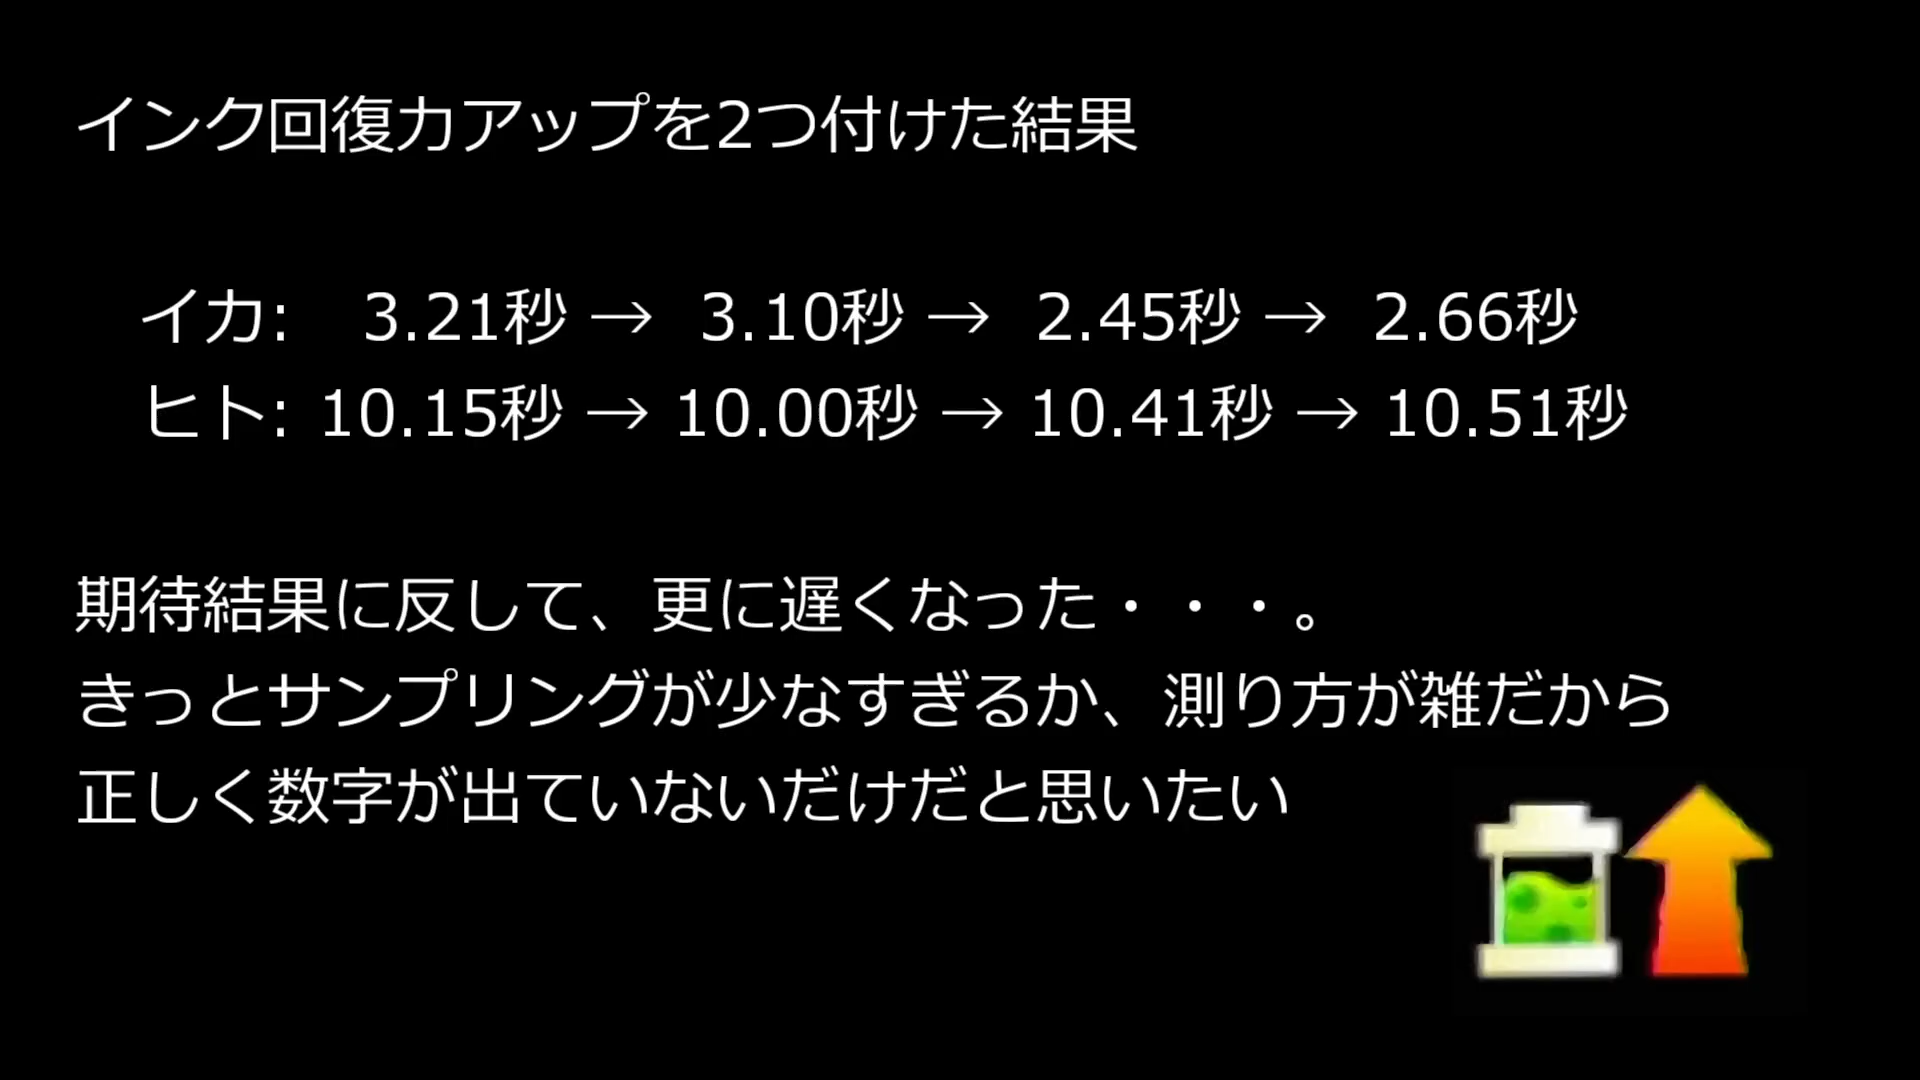 インク回復力アップを2つ付けた結果
イカ: 3.21秒 → 3.10秒 → 2.45秒 → 2.66秒
ヒト: 10.15秒 → 10.00秒 → 10.41秒 → 10.51秒
期待結果に反して、更に遅くなった・・・。
きっとサンプリングが少なすぎるか、測り方が雑だから
正しく数字が出ていないだけだと思いたい